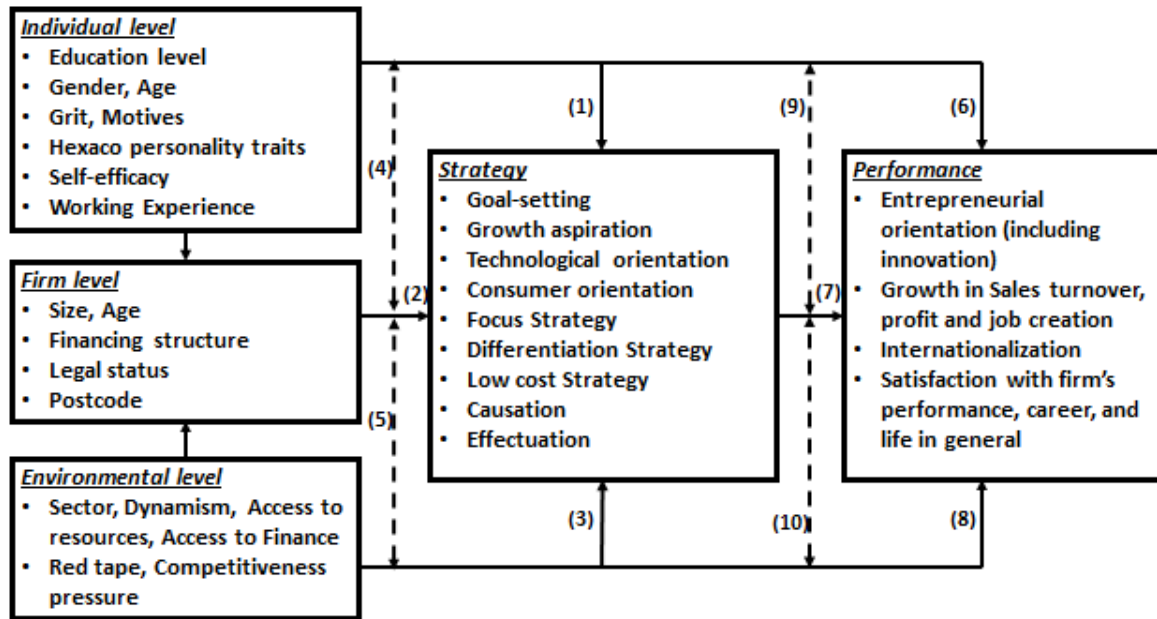 Individual level
• Education level
• Gender, Age
• Grit, Motives
• Hexaco personality traits
• Self-efficacy
• Working Experience
Firm level
• Size, Age
• Financing structure
• Legal status
• Postcode
Environmental level
• Sector, Dynamism, Access to
resources, Access to Finance
• Red tape, Competitiveness
pressure
(4)
(2)
(5)
(1)
Strategy
• Goal-setting
• Growth aspiration
• Technological orientation
• Consumer orientation
• Focus Strategy
• Differentiation Strategy
• Low cost Strategy
• Causation
• Effectuation
(3)
(9)
(7)
(10)
(6)
Performance
• Entrepreneurial
orientation (including
innovation)
• Growth in Sales turnover,
profit and job creation
• Internationalization
• Satisfaction with firm's
performance, career, and
life in general
(8)